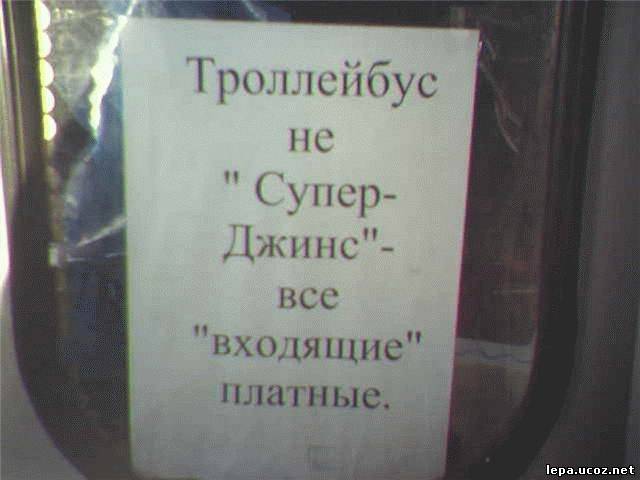 Троллейбус
не
" Супер-
Джинс"-
все
"входящие"
платные.
lepa.ucoz.net